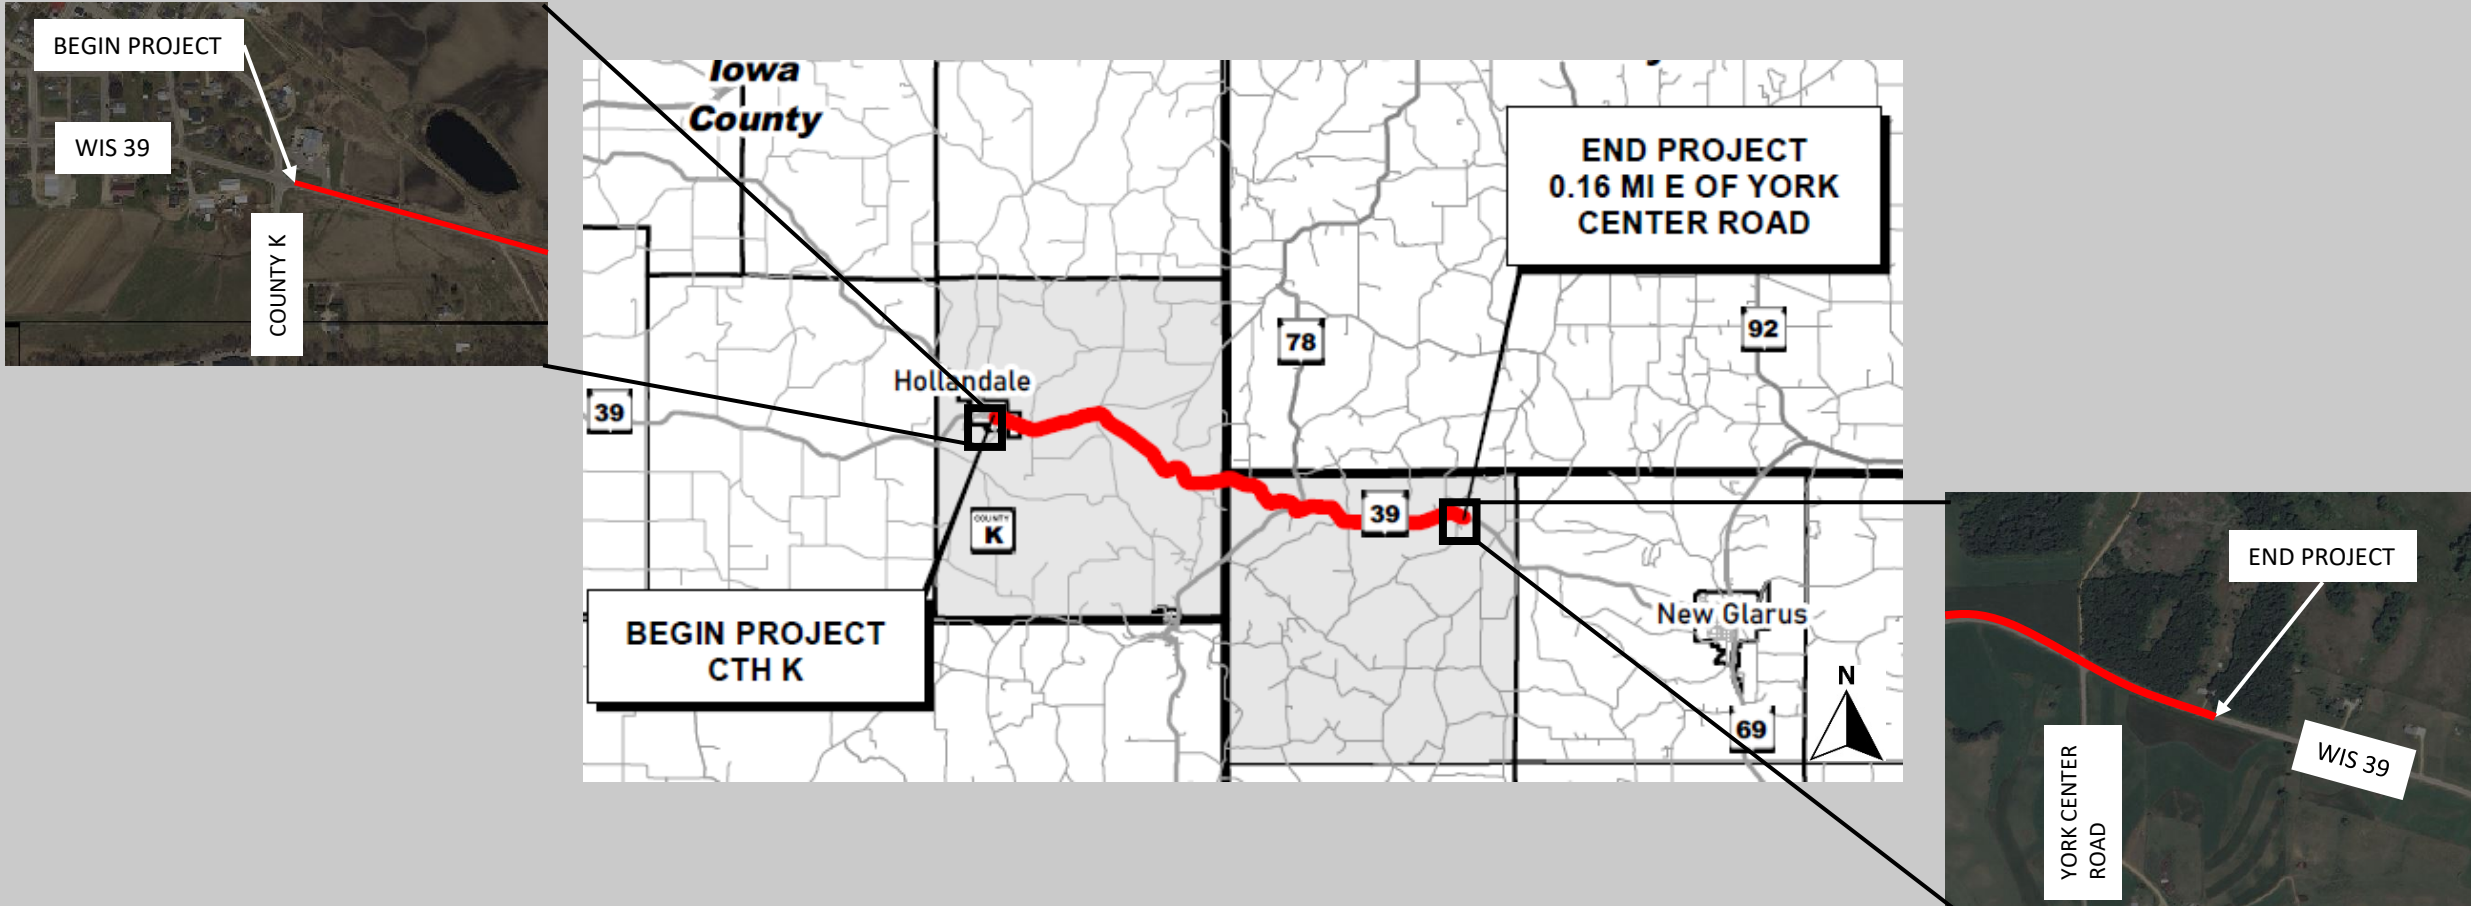 BEGIN PROJECT
WIS 39
COUNTY K
Iowa
County
END PROJECT
0.16 MI E OF YORK
CENTER ROAD
78
92
Hollandale
39
39
COUNTY
K
BEGIN PROJECT
CTH K
New Glarus
N
69
END PROJECT
WIS 39
YORK CENTER
ROAD